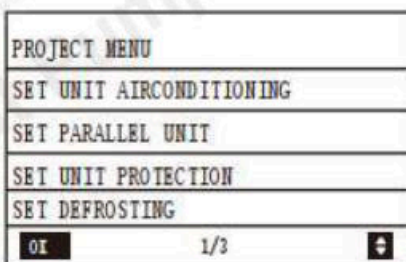 PROJECT MENU
SET UNIT AIRCONDITIONING
SET PARALLEL UNIT
SET UNIT PROTECTION
SET DEFROSTING
OK 1/3